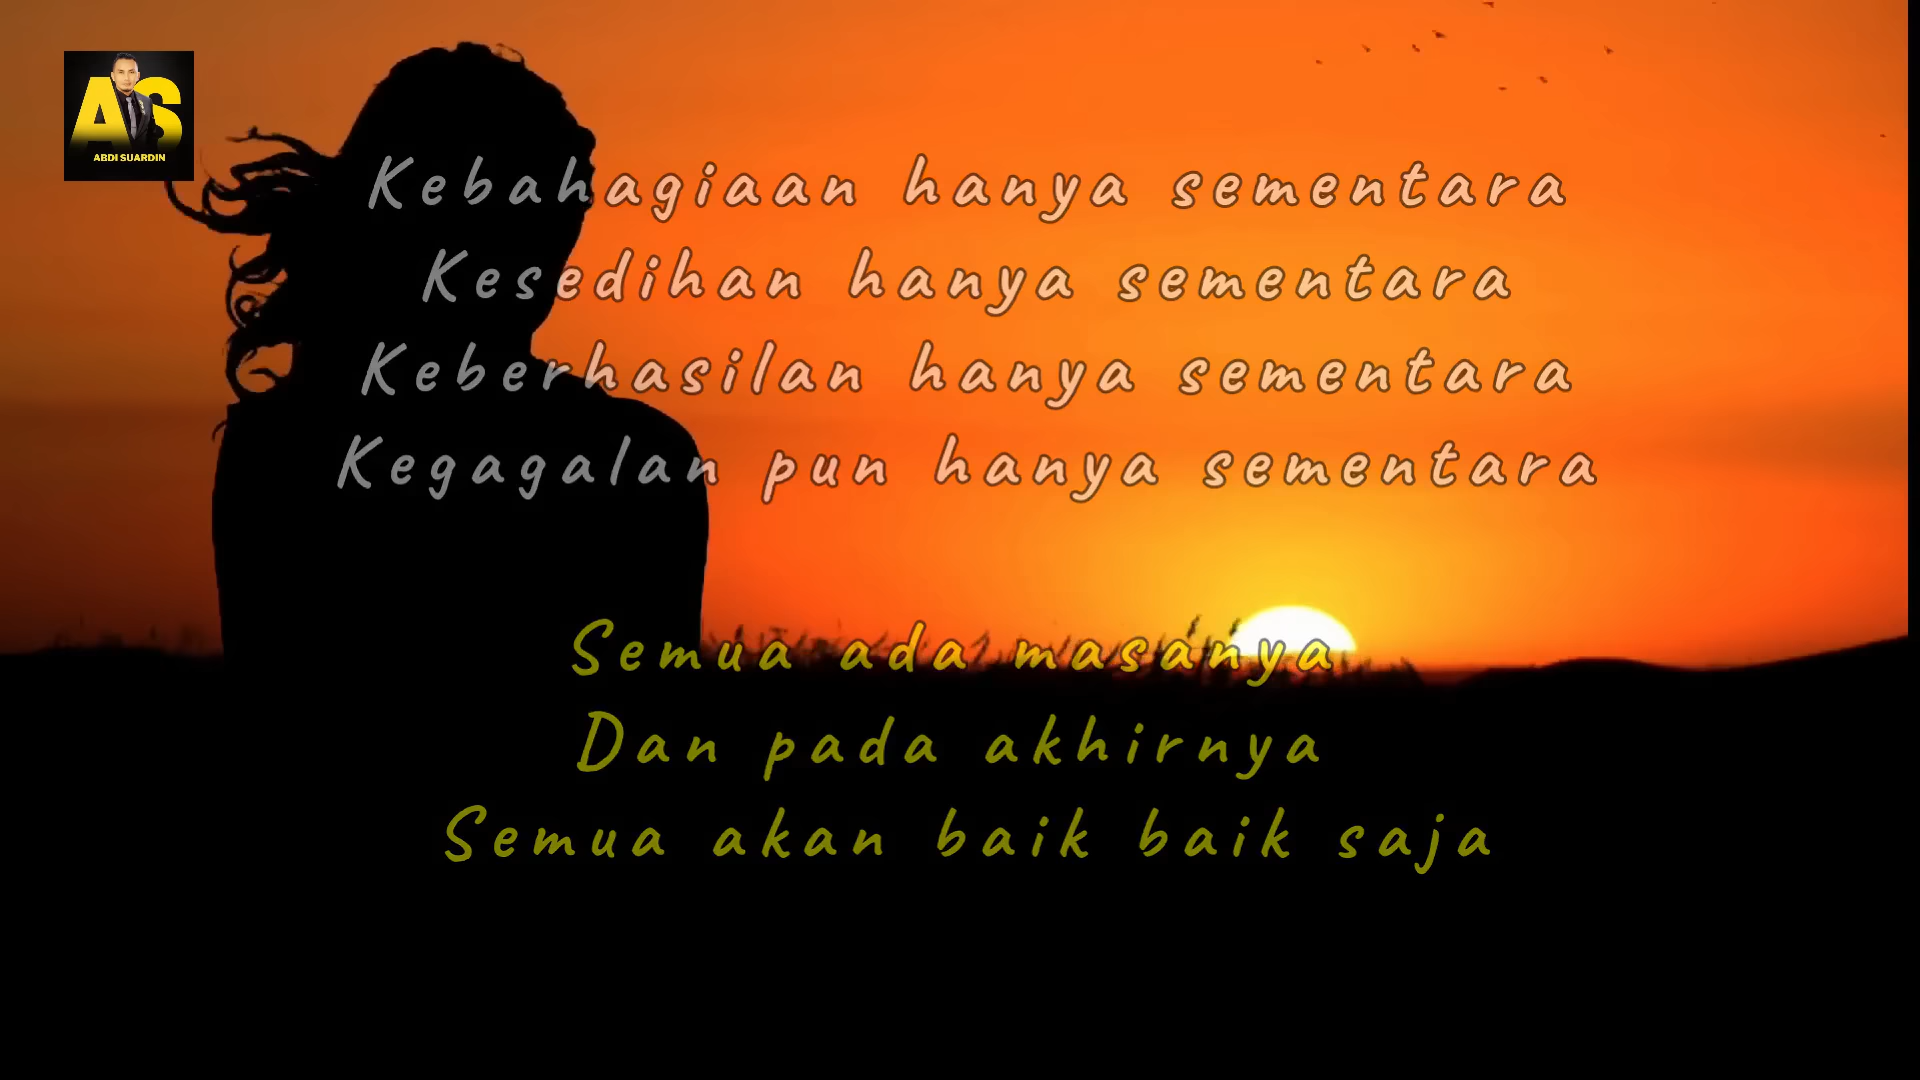 AS
ABDI SUARDIN
Kebahagiaan hanya sementara
Kesedihan hanya sementara
Keberhasilan hanya sementara
Kegagalan pun hanya sementara
Semua ada masanya
Dan pada akhirnya
Semua akan baik baik saja